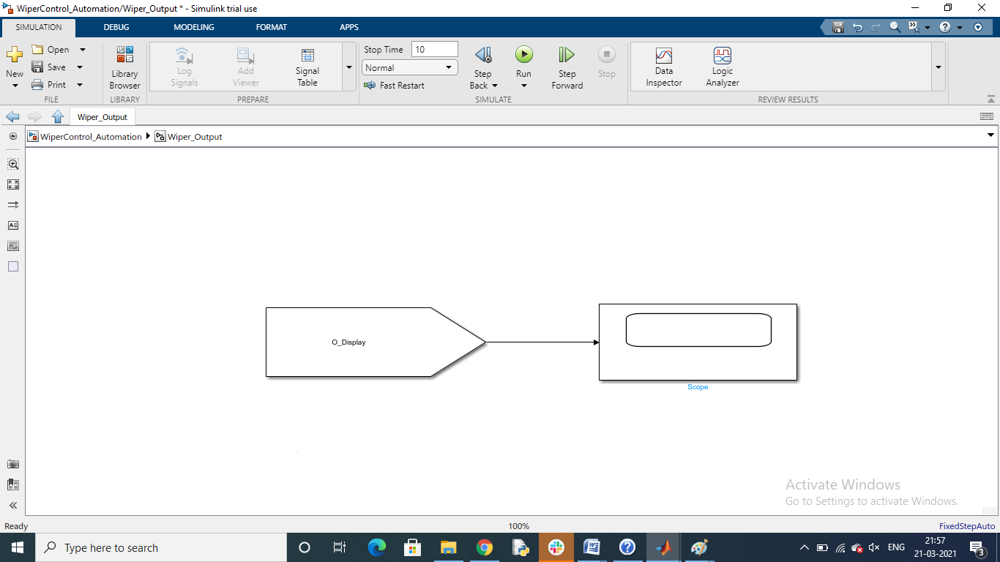 WiperControl_Automation/Wiper_Output * - Simulink trial use
SIMULATION DEBUG MODELING FORMAT APPS
New
Open
Save
Print
FILE
Library
Browser
LIBRARY
Log
Signals
Add
Viewer
Signal
Table
PREPARE
Stop Time 10
Normal
Fast Restart
Step
Back
Run
Step
Forward
Stop
SIMULATE
Data
Inspector
Logic
Analyzer
REVIEW RESULTS
Wiper_Output
WiperControl_Automation Wiper_Output
O_Display
Scope
Activate Windows
Go to Settings to activate Windows.
Ready 100% FixedStepAuto
Type here to search
ENG
21:57
21-03-2021
3